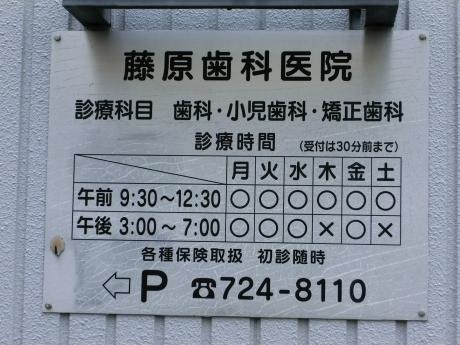 藤原歯科医院
診療科目 歯科・小児歯科・矯正歯科
診療時間 (受付は30分前まで)
月 火 水 木 金 土
午前 9:30～12:30 ○ ○ ○ ○ ○ ○
午後 3:00～7:00 ○ ○ ○ × ○ ×
各種保険取扱 初診随時
⇦ P ☎724-8110